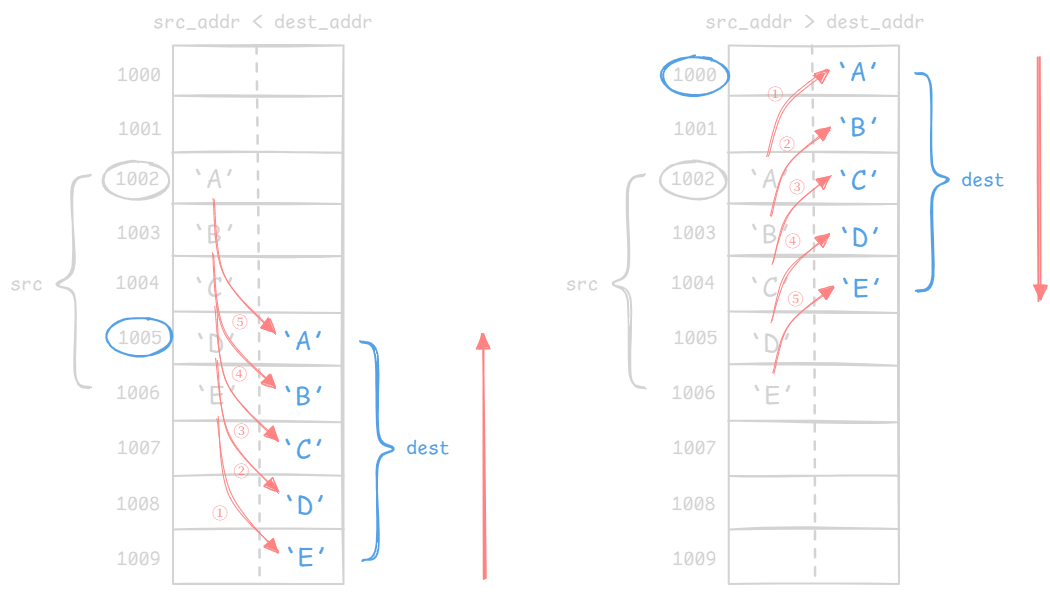 src_addr < dest_addr
1000
1001
1002 ‘A’
1003 ‘B’
src 1004 ‘C’
⑤
1005 ‘D’ ‘A’
④
1006 ‘E’ ‘B’
③
1007 ‘C’ dest
②
1008 ‘D’
①
1009 ‘E’
src_addr > dest_addr
1000 ‘A’
①
1001 ‘B’
②
1002 ‘A’ ③ ‘C’ dest
1003 ‘B’ ④ ‘D’
src 1004 ‘C’ ‘E’
⑤
1005 ‘D’
1006 ‘E’
1007
1008
1009